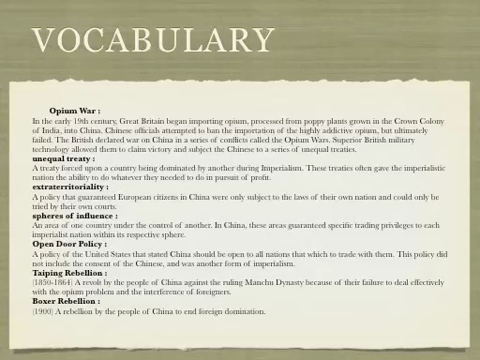 VOCABULARY
Opium War :
In the early 19th century, Great Britain began importing opium, processed from poppy plants grown in the Crown Colony
of India, into China. Chinese officials attempted to ban the importation of the highly addictive opium, but ultimately
failed. The British declared war on China in a series of conflicts called the Opium Wars. Superior British military
technology allowed them to claim victory and subject the Chinese to a series of unequal treaties.
unequal treaty :
A treaty forced upon a country being dominated by another during Imperialism. These treaties often gave the imperialistic
nation the ability to do whatever they needed to do in pursuit of profit.
extraterritoriality :
A policy that guaranteed European citizens in China were only subject to the laws of their own nation and could only be
tried by their own courts.
spheres of influence :
An area of one country under the control of another. In China, these areas guaranteed specific trading privileges to each
imperialist nation within its respective sphere.
Open Door Policy :
A policy of the United States that stated China should be open to all nations that which to trade with them. This policy did
not include the consent of the Chinese, and was another form of imperialism.
Taiping Rebellion :
(1850-1864) A revolt by the people of China against the ruling Manchu Dynasty because of their failure to deal effectively
with the opium problem and the interference of foreigners.
Boxer Rebellion :
(1900) A rebellion by the people of China to end foreign domination.